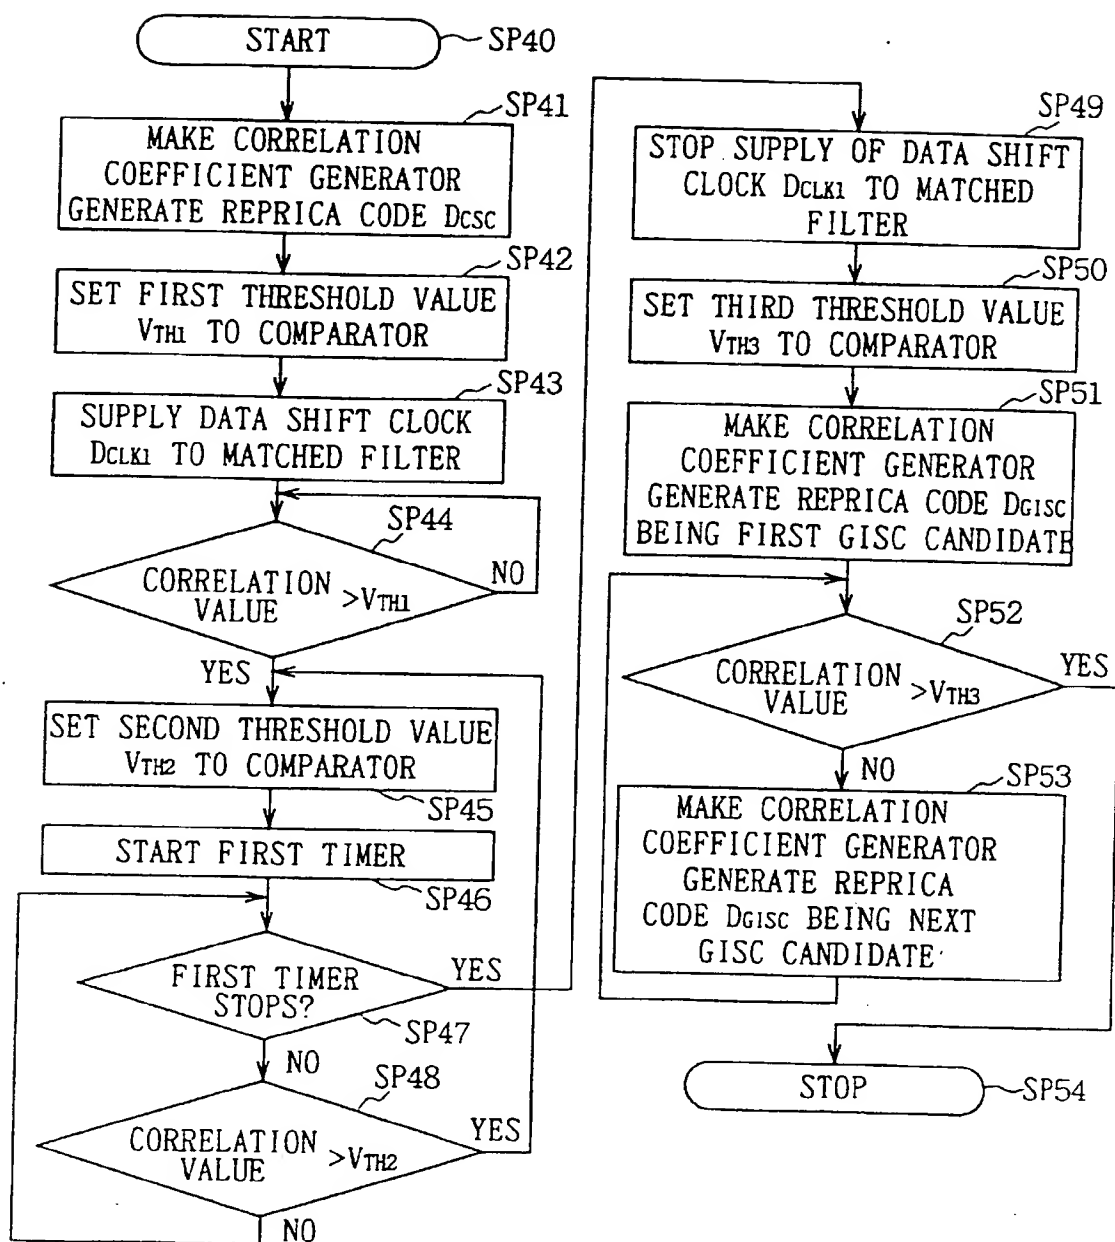 START
SP40
SP41
MAKE CORRELATION
COEFFICIENT GENERATOR
GENERATE REPRICA CODE DCSC
SP42
SET FIRST THRESHOLD VALUE
VTH1 TO COMPARATOR
SP43
SUPPLY DATA SHIFT CLOCK
DCLK1 TO MATCHED FILTER
SP44
CORRELATION
VALUE >VTH1
NO
YES
SET SECOND THRESHOLD VALUE
VTH2 TO COMPARATOR
SP45
START FIRST TIMER
SP46
FIRST TIMER
STOPS?
YES
SP47
NO
SP48
CORRELATION
VALUE >VTH2
YES
NO
SP49
STOP SUPPLY OF DATA SHIFT
CLOCK DCLK1 TO MATCHED
FILTER
SP50
SET THIRD THRESHOLD VALUE
VTH3 TO COMPARATOR
SP51
MAKE CORRELATION
COEFFICIENT GENERATOR
GENERATE REPRICA CODE DGISC
BEING FIRST GISC CANDIDATE
SP52
CORRELATION
VALUE >VTH3
YES
NO
SP53
MAKE CORRELATION
COEFFICIENT GENERATOR
GENERATE REPRICA
CODE DGISC BEING NEXT
GISC CANDIDATE
STOP
SP54